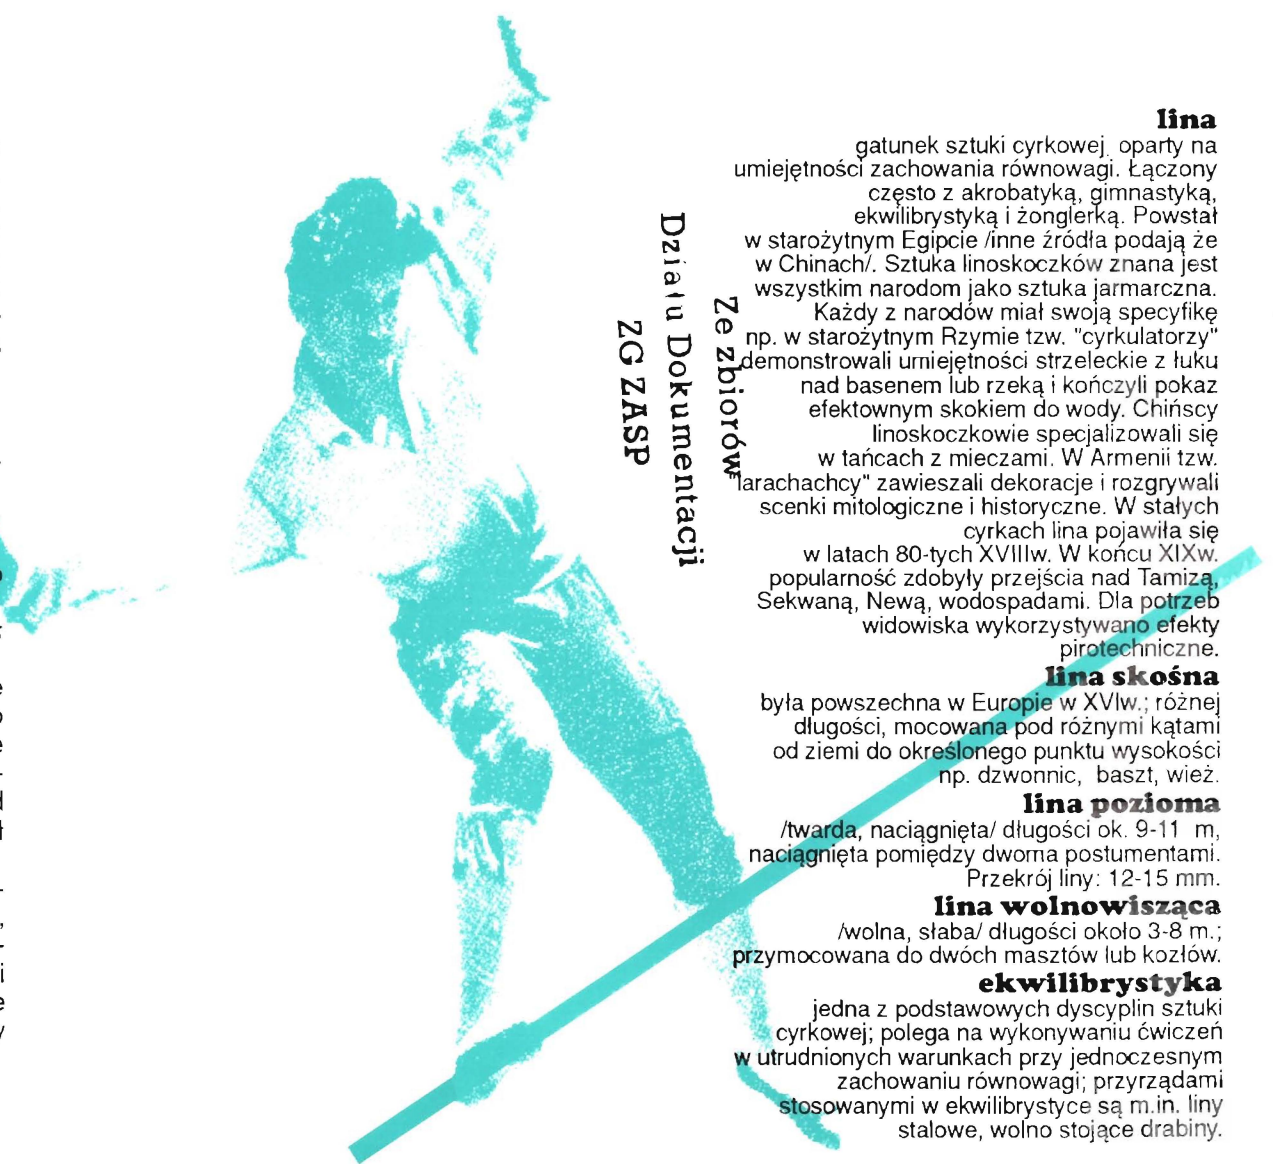 lina
gatunek sztuki cyrkowej. oparty na
umiejętności zachowania równowagi. Łączony
często z akrobatyką, gimnastyką,
ekwilibrystyką i żonglerką. Powstał
w starożytnym Egipcie /inne źródła podają że
w Chinach/. Sztuka linoskoczków znana jest
wszystkim narodom jako sztuka jarmarczna.
Każdy z narodów miał swoją specyfikę
np. w starożytnym Rzymie tzw. "cyrkulatorzy"
demonstrowali umiejętności strzeleckie z łuku
nad basenem lub rzeką i kończyli pokaz
efektownym skokiem do wody. Chińscy
linoskoczkowie specjalizowali się
w tańcach z mieczami. W Armenii tzw.
"larachachcy" zawieszali dekoracje i rozgrywali
scenki mitologiczne i historyczne. W stałych
cyrkach lina pojawiła się
w latach 80-tych XVIIIw. W końcu XIXw.
popularność zdobyły przejścia nad Tamizą,
Sekwaną, Newą, wodospadami. Dla potrzeb
widowiska wykorzystywano efekty
pirotechniczne.
lina skośna
była powszechna w Europie w XVIw.; różnej
długości, mocowana pod różnymi kątami
od ziemi do określonego punktu wysokości
np. dzwonnic, baszt, wież.
lina pozioma
/twarda, naciągnięta/ długości ok. 9-11 m,
naciągnięta pomiędzy dwoma postumentami.
Przekrój liny: 12-15 mm.
lina wolnowisząca
/wolna, słaba/ długości około 3-8 m.;
przymocowana do dwóch masztów lub kozłów.
ekwilibrystyka
jedna z podstawowych dyscyplin sztuki
cyrkowej; polega na wykonywaniu ćwiczeń
w utrudnionych warunkach przy jednoczesnym
zachowaniu równowagi; przyrządami
stosowanymi w ekwilibrystyce są m.in. liny
stalowe, wolno stojące drabiny.
Ze zbiorów
Działu Dokumentacji
ZG ZASP